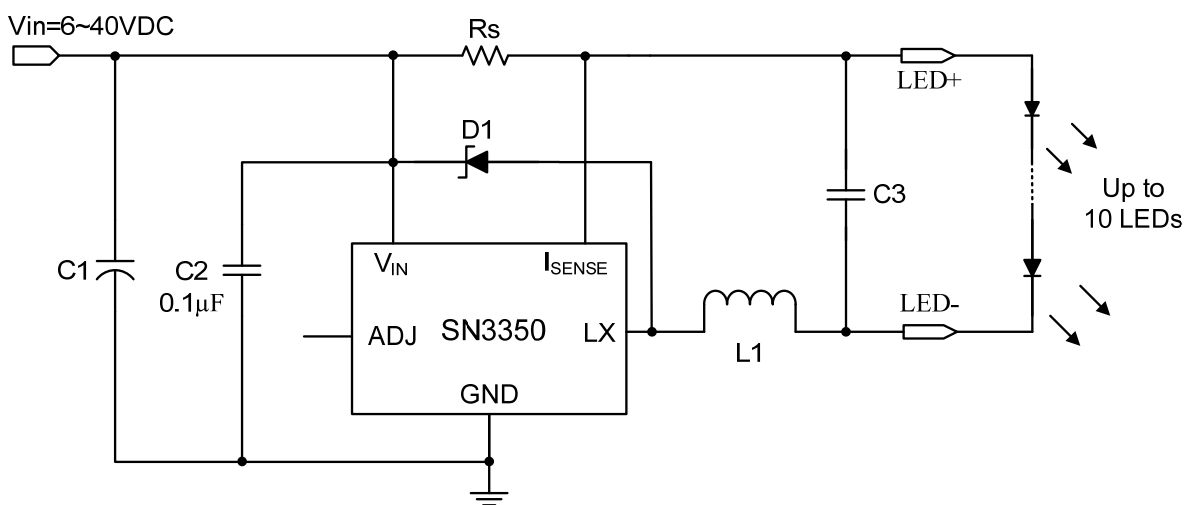 Vin=6~40VDC
Rs
LED+
D1
C3
Up to
10 LEDs
C1
C2
0.1µF
VIN
ISENSE
ADJ
SN3350
LX
GND
L1
LED-